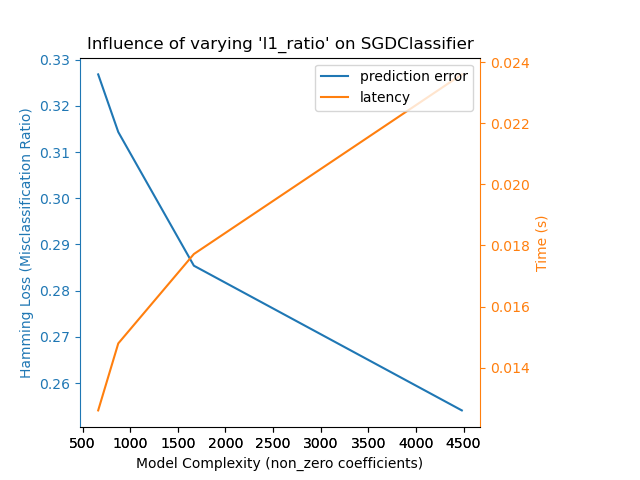 Influence of varying 'l1_ratio' on SGDClassifier
prediction error
latency
0.33
0.32
0.31
0.30
0.29
0.28
0.27
0.26
Hamming Loss (Misclassification Ratio)
0.024
0.022
0.020
0.018
0.016
0.014
Time (s)
500 1000 1500 2000 2500 3000 3500 4000 4500
Model Complexity (non_zero coefficients)